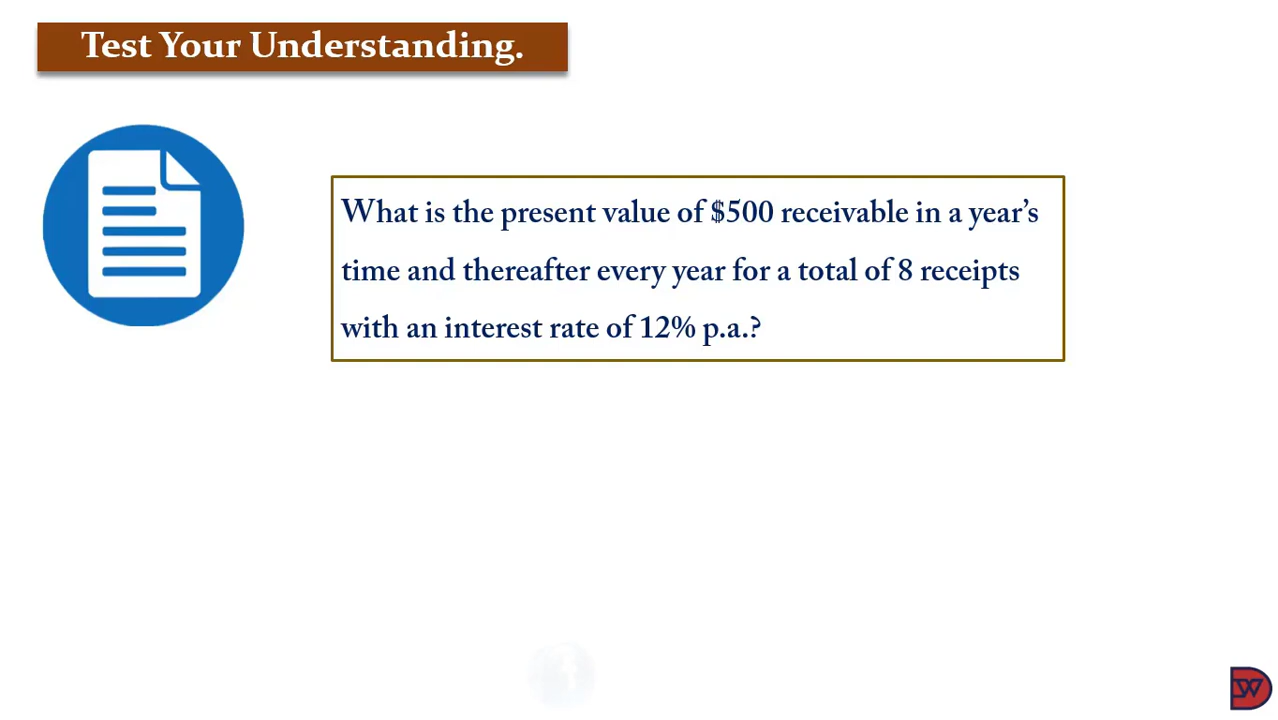 Test Your Understanding.
What is the present value of $500 receivable in a year’s
time and thereafter every year for a total of 8 receipts
with an interest rate of 12% p.a.?